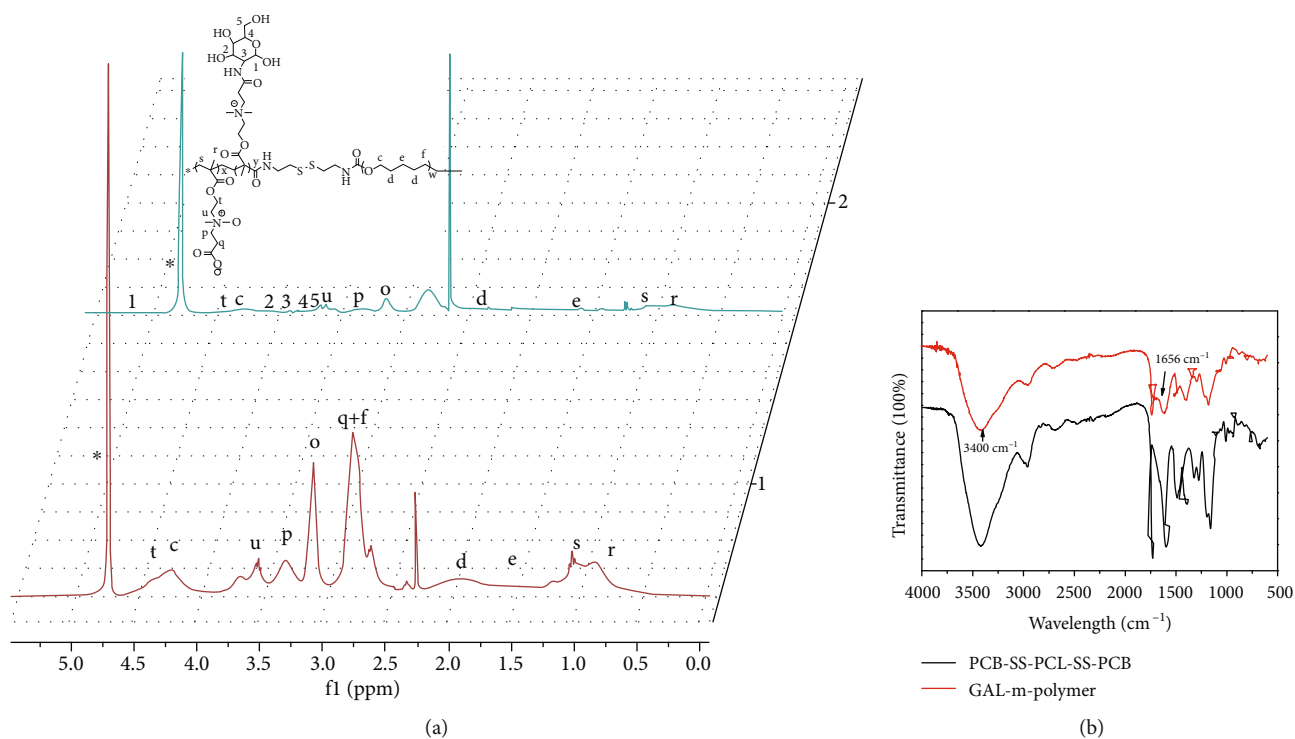 5 OH
HO 4
O
2
HO 3 OH
HN 1
O
N
⊖
O
s r O y H N S S N H O c e f
* x O O d d w
O t
u
⊕
N O
p q
O
O
⊖
* 2
1 t c 2 3 4 5 u p o d e s r
q+f
o
* 1
t c u p d e s r
5.0 4.5 4.0 3.5 3.0 2.5 2.0 1.5 1.0 0.5 0.0
f1 (ppm)
(a)
Transmittance (100%)
1656 cm⁻¹
3400 cm⁻¹
4000 3500 3000 2500 2000 1500 1000 500
Wavelength (cm⁻¹)
PCB-SS-PCL-SS-PCB
GAL-m-polymer
(b)